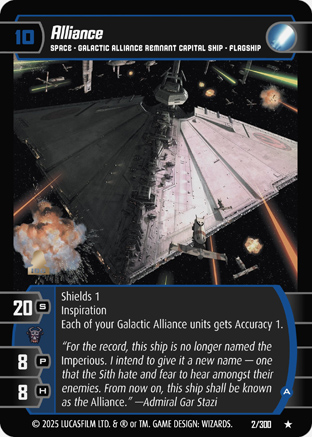 10
Alliance
SPACE - GALACTIC ALLIANCE REMNANT CAPITAL SHIP - FLAGSHIP
20 S
8 P
8 H
Shields 1
Inspiration
Each of your Galactic Alliance units gets Accuracy 1.
“For the record, this ship is no longer named the
Imperious. I intend to give it a new name — one
that the Sith hate and fear to hear amongst their
enemies. From now on, this ship shall be known
as the Alliance.” —Admiral Gar Stazi
A
© 2025 LUCASFILM LTD. & ® or TM. GAME DESIGN: WIZARDS.
2/300 ★